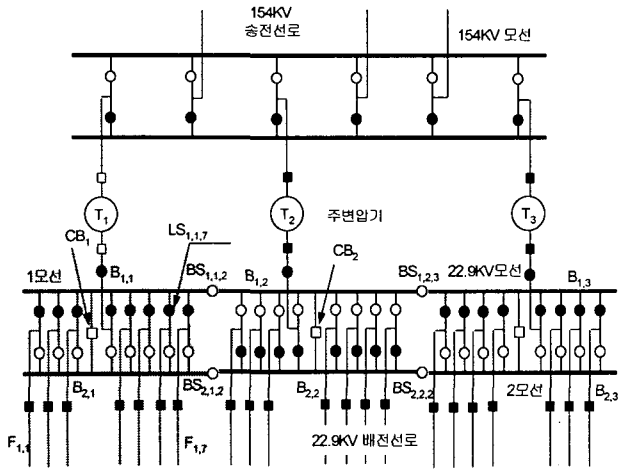 154KV
송전선로
154KV 모선
T1
T2
주변압기
T3
CB1
LS1,1,7
CB2
1모선
B1,1
BS1,1,2
B1,2
BS1,2,3
22.9KV모선
B1,3
B2,1
BS2,1,2
B2,2
BS2,2,2
2모선
B2,3
F1,1
F1,7
22.9KV 배전선로